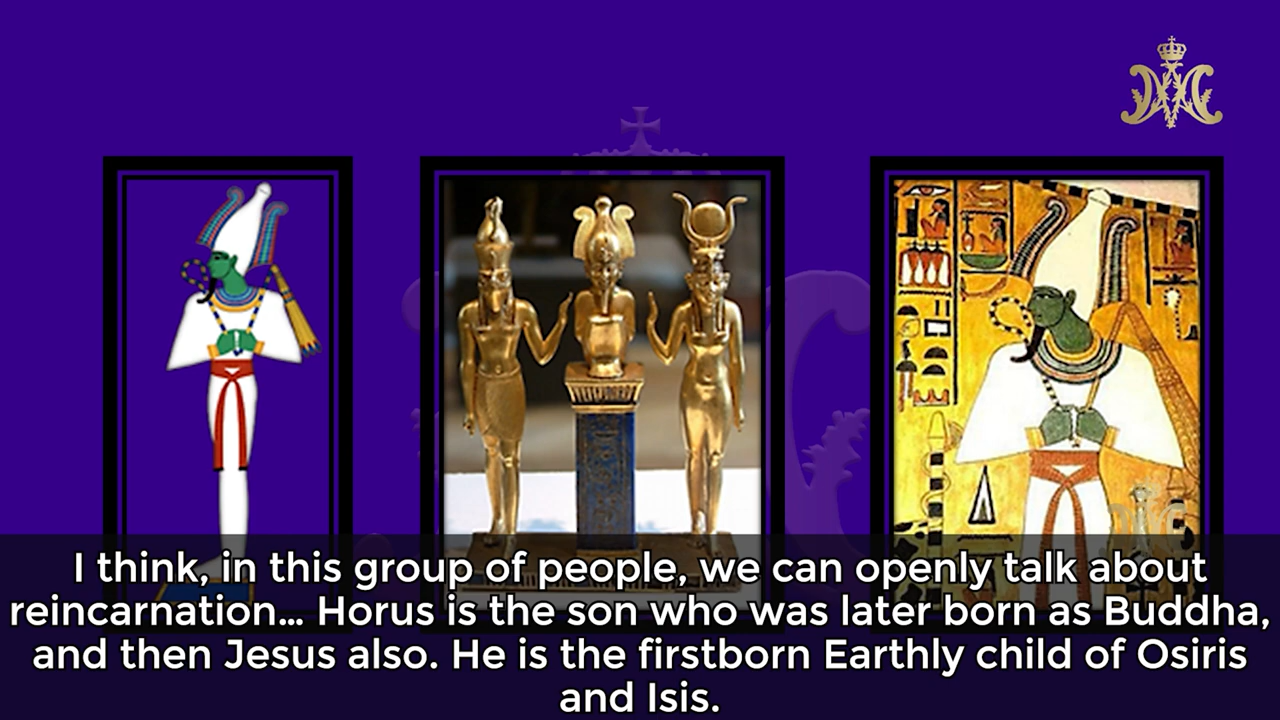 I think, in this group of people, we can openly talk about
reincarnation... Horus is the son who was later born as Buddha,
and then Jesus also. He is the firstborn Earthly child of Osiris
and Isis.